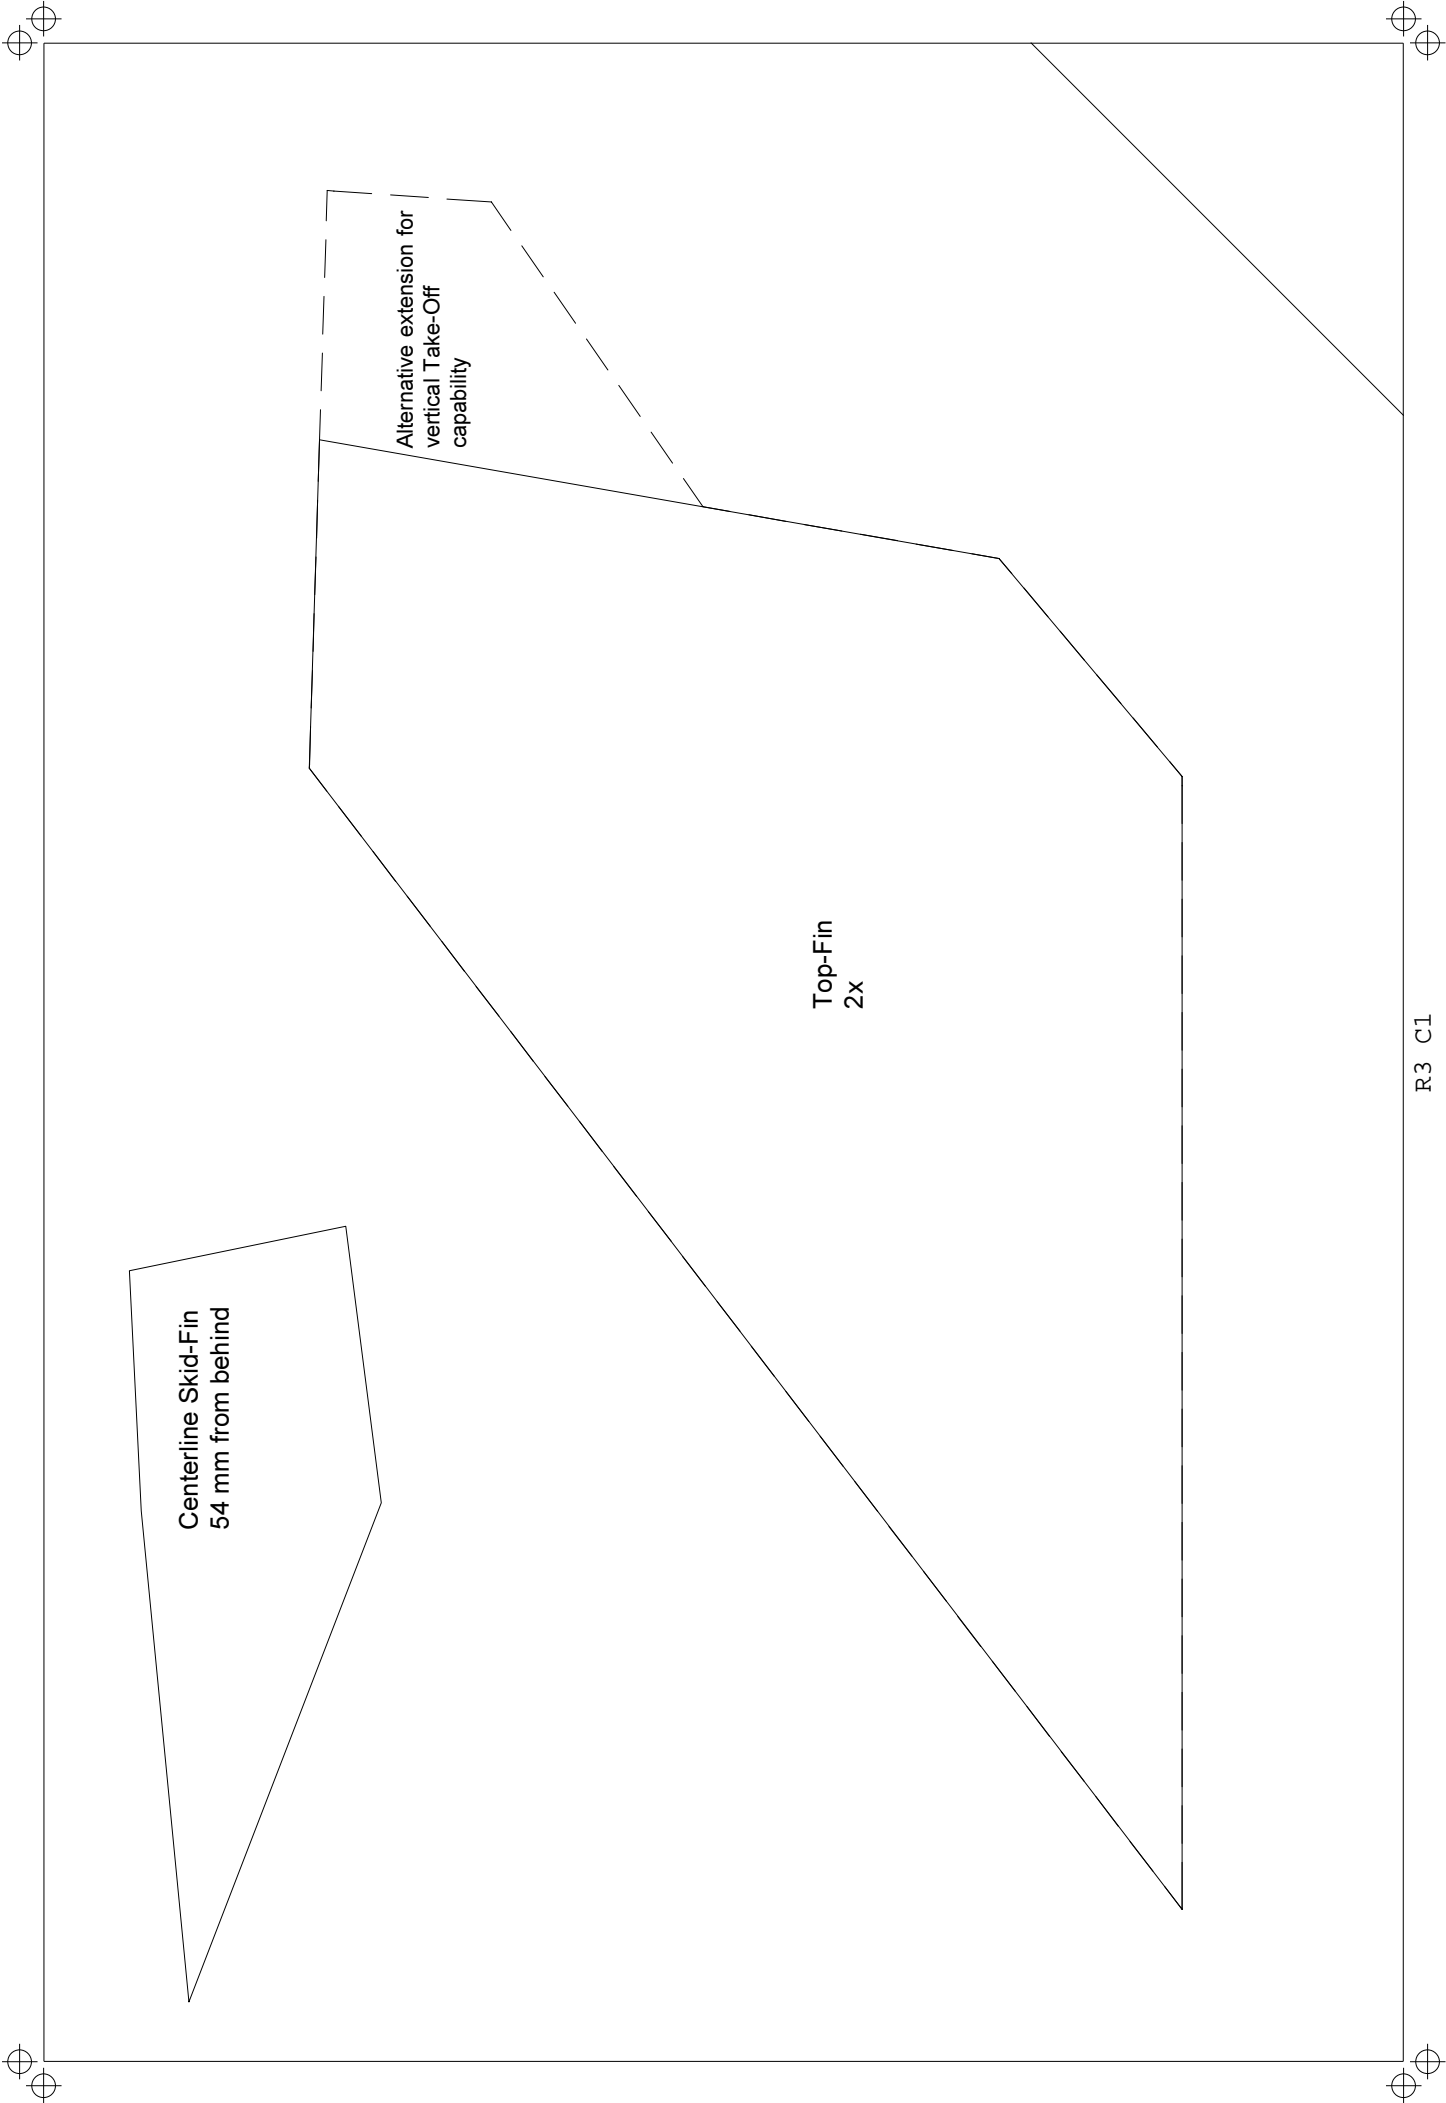 Centerline Skid-Fin
54 mm from behind
Alternative extension for
vertical Take-Off
capability
Top-Fin
2x
R3 C1